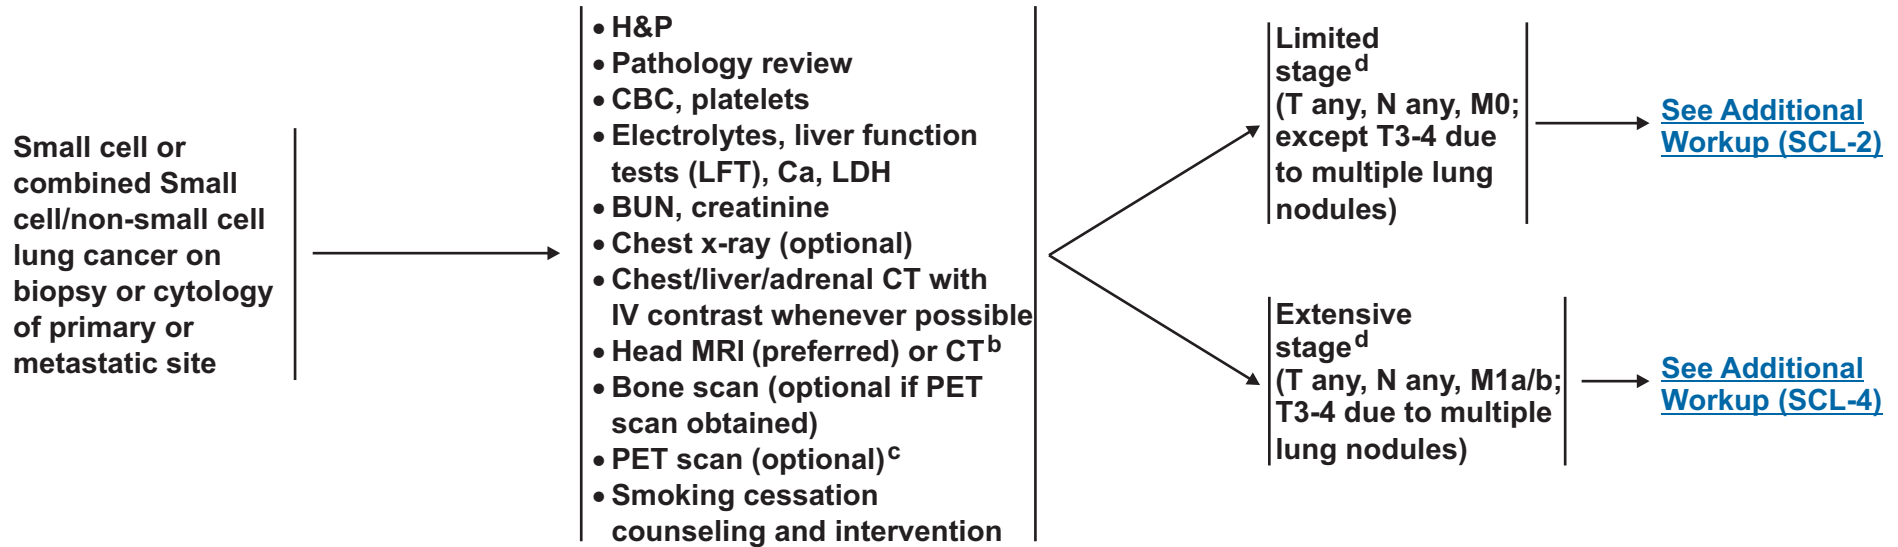 Small cell or
combined Small
cell/non-small cell
lung cancer on
biopsy or cytology
of primary or
metastatic site
• H&P
• Pathology review
• CBC, platelets
• Electrolytes, liver function
tests (LFT), Ca, LDH
• BUN, creatinine
• Chest x-ray (optional)
• Chest/liver/adrenal CT with
IV contrast whenever possible
• Head MRI (preferred) or CT b
• Bone scan (optional if PET
scan obtained)
• PET scan (optional) c
• Smoking cessation
counseling and intervention
Limited
stage d
(T any, N any, M0;
except T3-4 due
to multiple lung
nodules)
See Additional
Workup (SCL-2)
Extensive
stage d
(T any, N any, M1a/b;
T3-4 due to multiple
lung nodules)
See Additional
Workup (SCL-4)